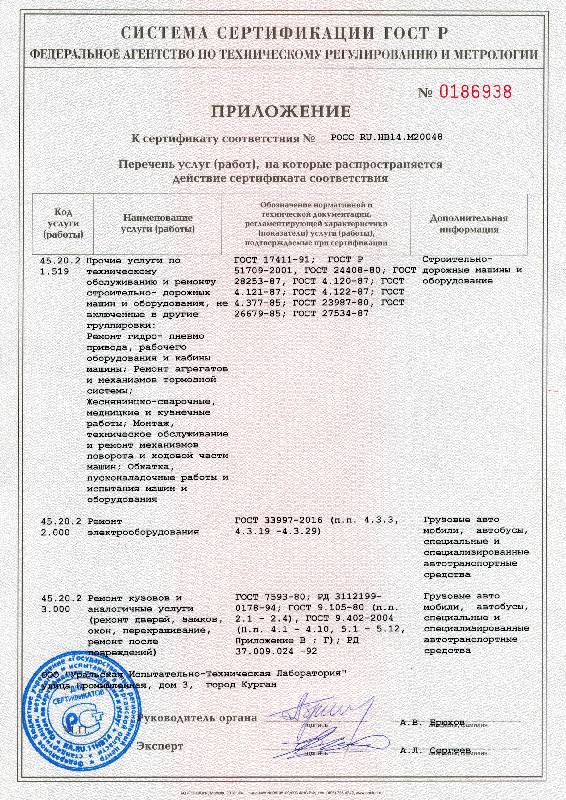 СИСТЕМА СЕРТИФИКАЦИИ ГОСТ Р
ФЕДЕРАЛЬНОЕ АГЕНТСТВО ПО ТЕХНИЧЕСКОМУ РЕГУЛИРОВАНИЮ И МЕТРОЛОГИИ
№ 0186938
ПРИЛОЖЕНИЕ
К сертификату соответствия № РОСС RU.НВ14.М20048
Перечень услуг (работ), на которые распространяется
действие сертификата соответствия
Код
услуги
(работы)
Наименование
услуги (работы)
Обозначение нормативной и
технической документации,
регламентирующей характеристики
(показатели) услуги (работы),
подтверждаемые при сертификации
Дополнительная
информация
45.20.2
1.519
Прочие услуги по
техническому
обслуживанию и ремонту
строительно- дорожных
машин и оборудования, не
включенные в другие
группировки:
Ремонт гидро- пневмо
привода, рабочего
оборудования и кабины
машины; Ремонт агрегатов
и механизмов тормозной
системы;
Жестяницко-сварочные,
медницкие и кузнечные
работы; Монтаж,
техническое обслуживание
и ремонт механизмов
поворота и ходовой части
машин; Обкатка,
пусконаладочные работы и
испытания машин и
оборудования
ГОСТ 17411-91; ГОСТ Р
51709-2001, ГОСТ 24408-80, ГОСТ
28253-87, ГОСТ 4.120-87; ГОСТ
4.121-87; ГОСТ 4.122-87; ГОСТ
4.377-85; ГОСТ 23987-80, ГОСТ
26679-85; ГОСТ 27534-87
Строительно-
дорожные машины и
оборудование
45.20.2
2.000
Ремонт
электрооборудования
ГОСТ 33997-2016 (п.п. 4.3.3,
4.3.19 -4.3.29)
Грузовые авто
мобили, автобусы,
специальные и
специализированные
автотранспортные
средства
45.20.2
3.000
Ремонт кузовов и
аналогичные услуги
(ремонт дверей, замков,
окон, перекрашивание,
ремонт после
повреждений)
ГОСТ 7593-80; РД 3112199-
0178-94; ГОСТ 9.105-80 (п.п.
2.1 - 2.4), ГОСТ 9.402-2004
(п.п. 4.1 - 4.10, 5.1 - 5.12,
Приложение В ; Г); РД
37.009.024 -92
Грузовые авто
мобили, автобусы,
специальные и
специализированные
автотранспортные
средства
ООО "Уральская Испытательно-Техническая Лаборатория"
улица Промышленная, дом 3, город Курган
Руководитель органа
А.В. Ершов
Эксперт
А.Л. Сергеев
ДЛЯ
СЕРТИФИКАТОВ